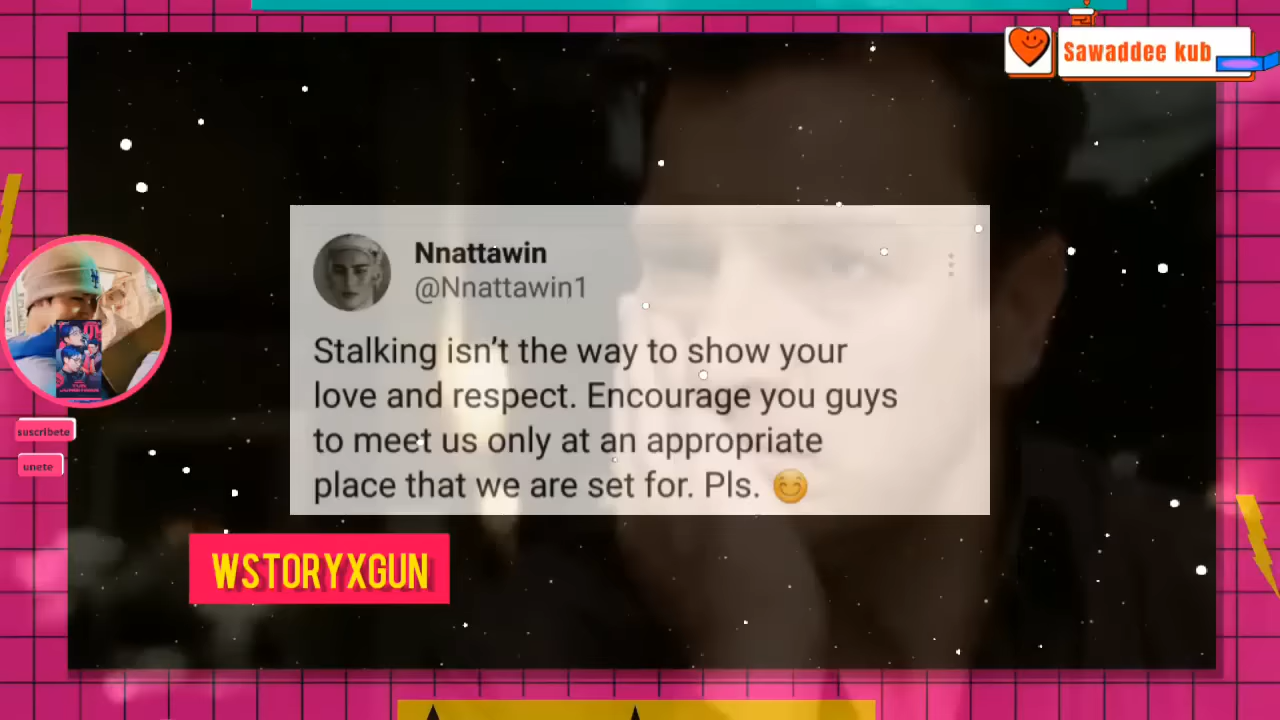 Sawaddee kub
Nnattawin
@Nnattawin1
Stalking isn't the way to show your
love and respect. Encourage you guys
to meet us only at an appropriate
place that we are set for. Pls. 😊
suscribete
unete
WSTORYXGUN